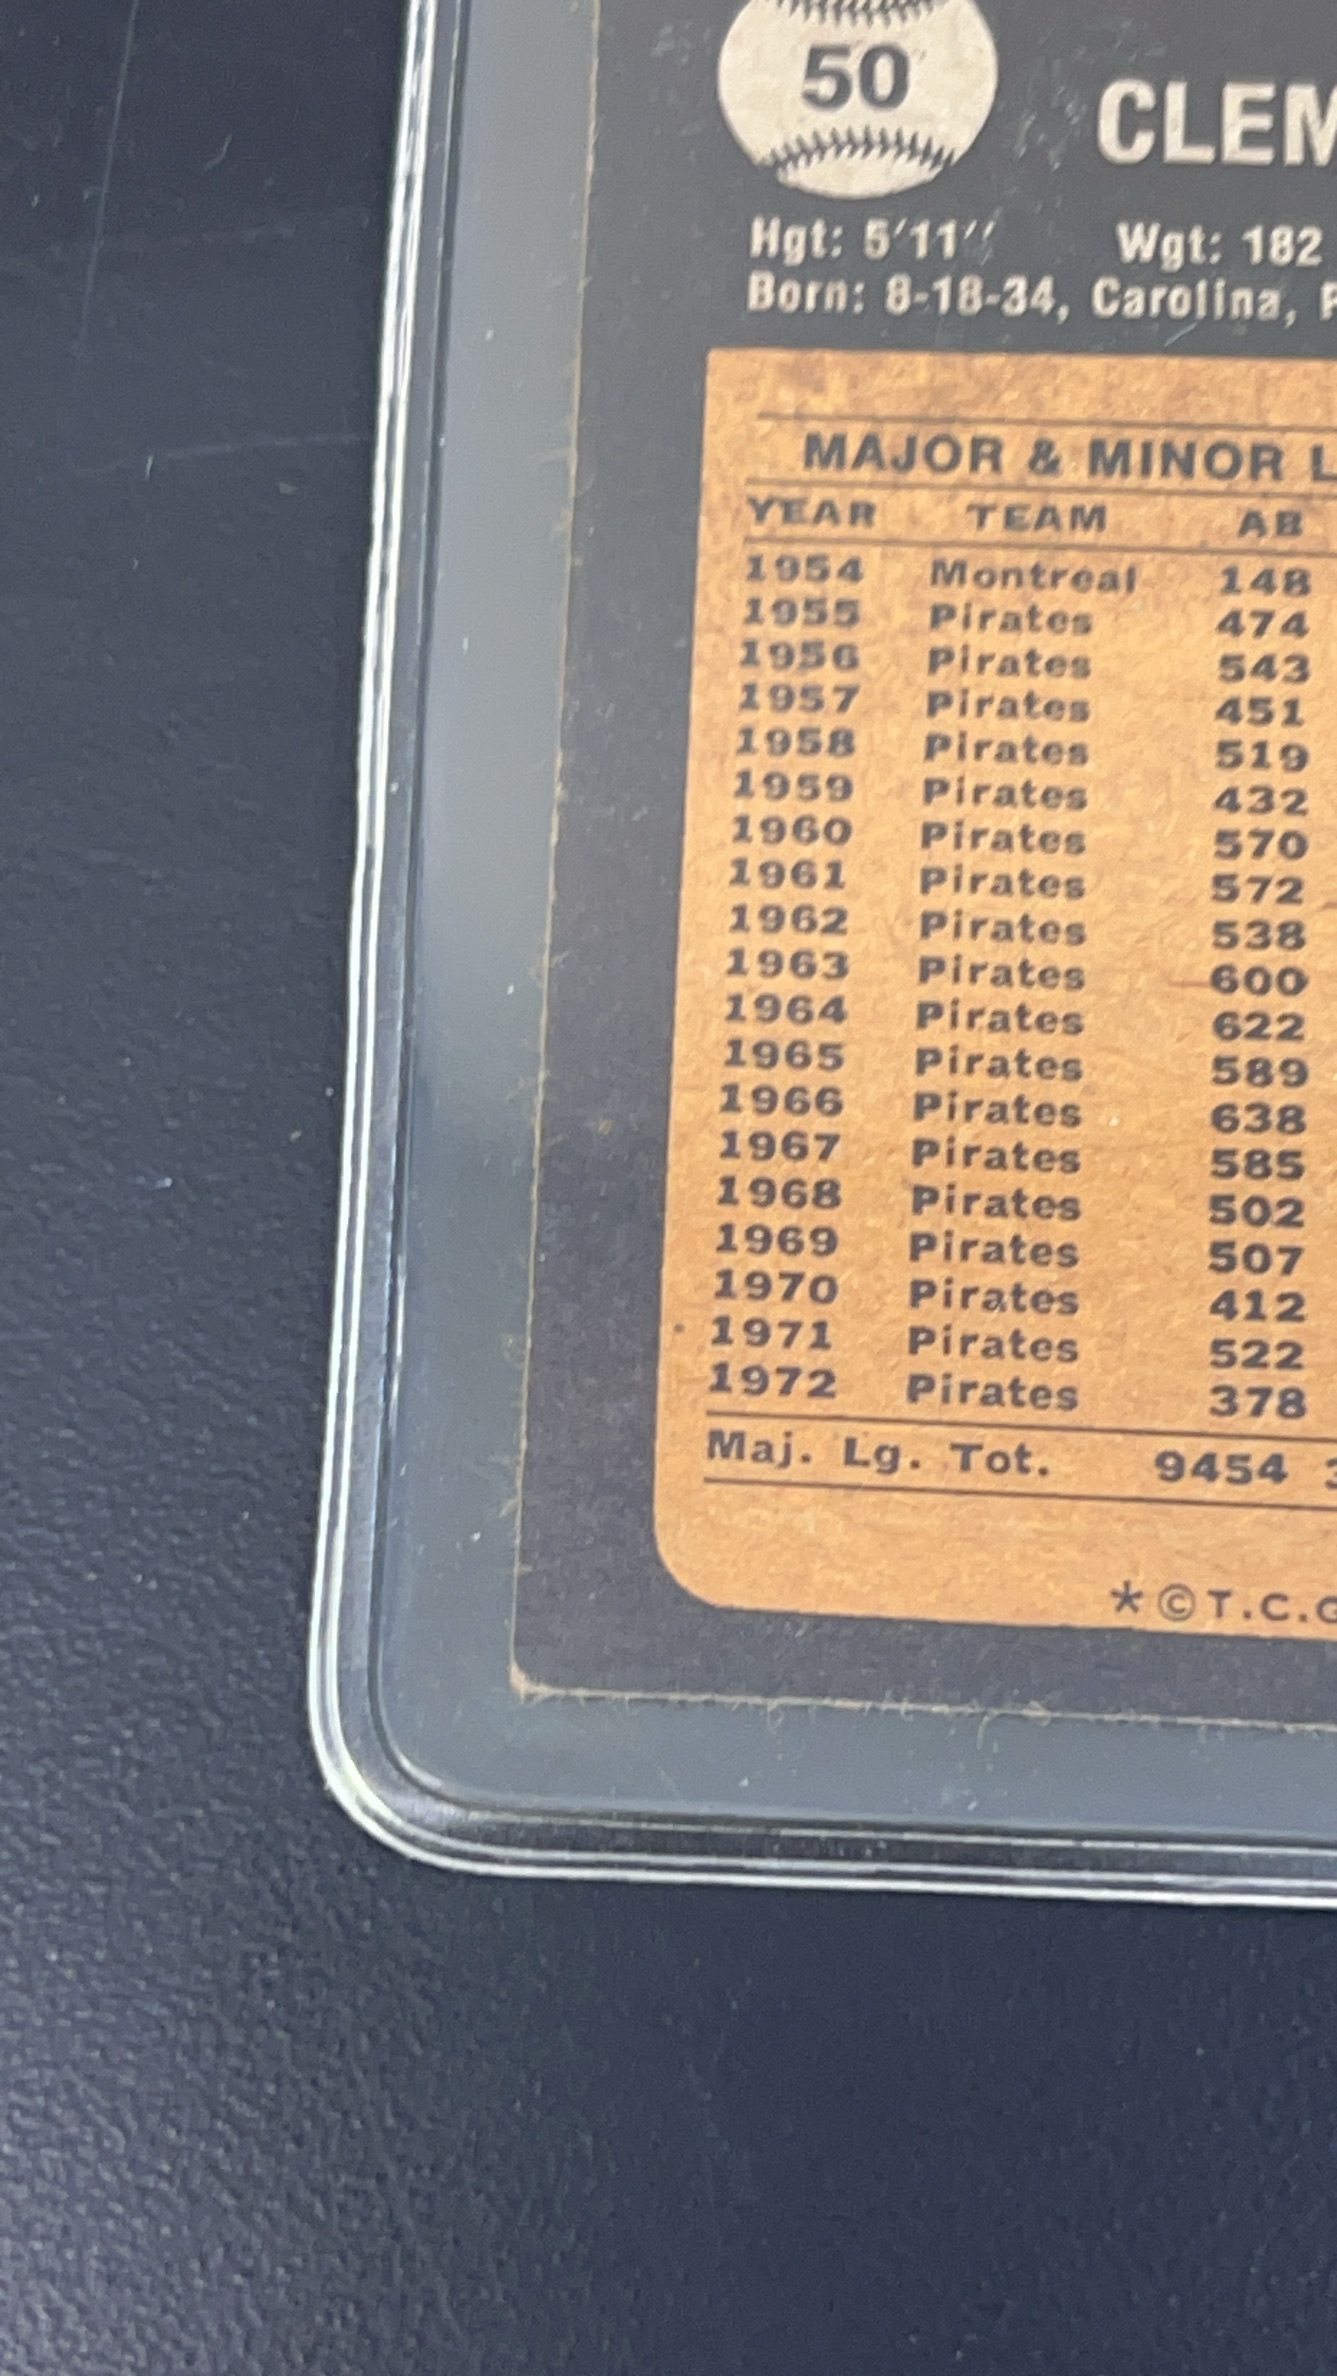 50
CLEM
Hgt: 5'11" Wgt: 182
Born: 8-18-34, Carolina, P
MAJOR & MINOR L
YEAR TEAM AB
1954 Montreal 148
1955 Pirates 474
1956 Pirates 543
1957 Pirates 451
1958 Pirates 519
1959 Pirates 432
1960 Pirates 570
1961 Pirates 572
1962 Pirates 538
1963 Pirates 600
1964 Pirates 622
1965 Pirates 589
1966 Pirates 638
1967 Pirates 585
1968 Pirates 502
1969 Pirates 507
1970 Pirates 412
1971 Pirates 522
1972 Pirates 378
Maj. Lg. Tot. 9454 3
*©T.C.G